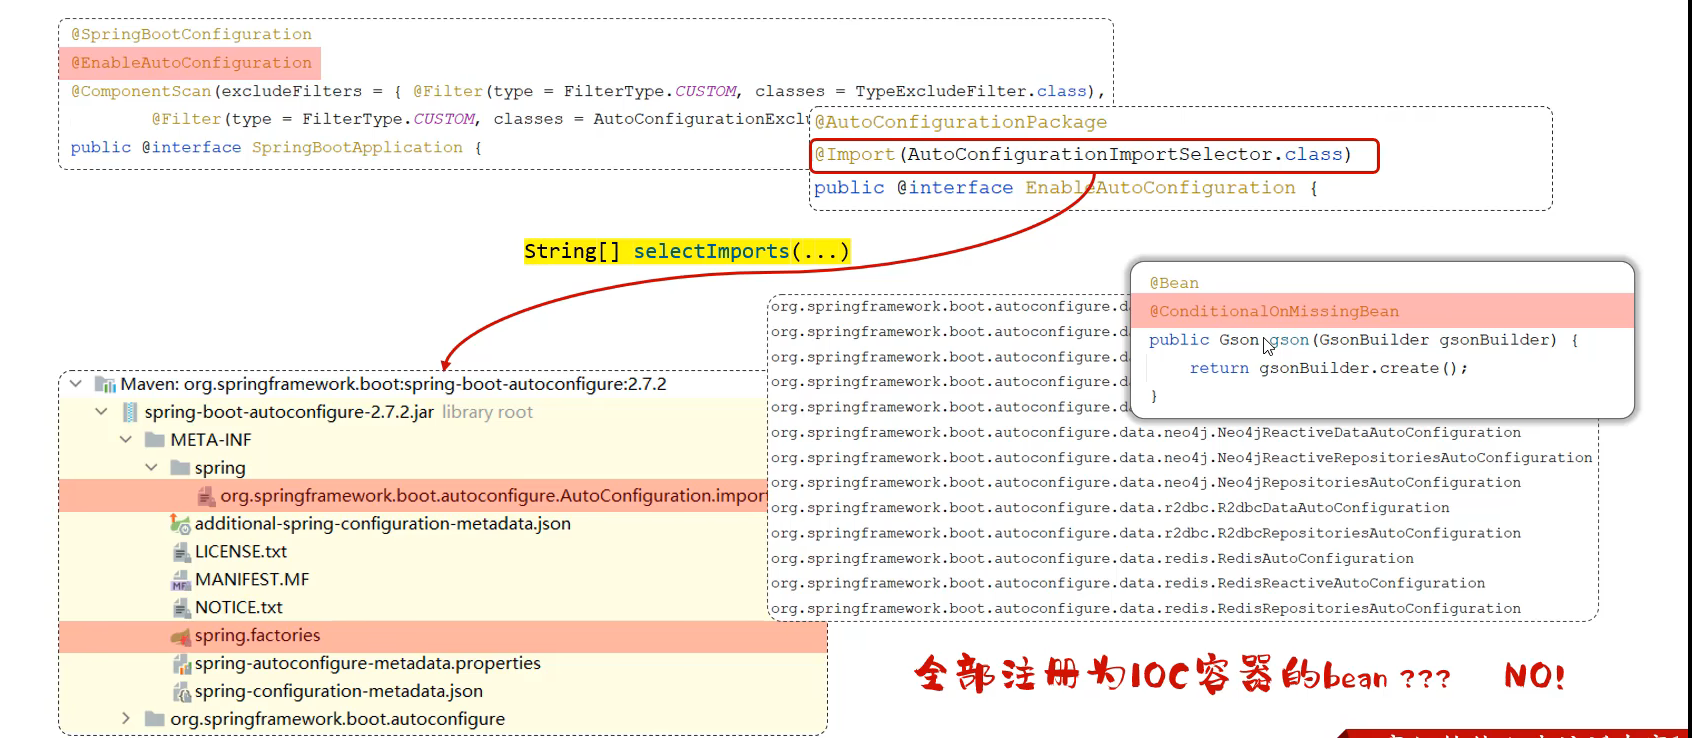 @SpringBootConfiguration
@EnableAutoConfiguration
@ComponentScan(excludeFilters = { @Filter(type = FilterType.CUSTOM, classes = TypeExcludeFilter.class),
@Filter(type = FilterType.CUSTOM, classes = AutoConfigurationExcl
public @interface SpringBootApplication {
@AutoConfigurationPackage
@Import(AutoConfigurationImportSelector.class)
public @interface EnableAutoConfiguration {
String[] selectImports(...)
@Bean
@ConditionalOnMissingBean
public Gson gson(GsonBuilder gsonBuilder) {
return gsonBuilder.create();
}
Maven: org.springframework.boot:spring-boot-autoconfigure:2.7.2
spring-boot-autoconfigure-2.7.2.jar library root
META-INF
spring
org.springframework.boot.autoconfigure.AutoConfiguration.import
additional-spring-configuration-metadata.json
LICENSE.txt
MANIFEST.MF
NOTICE.txt
spring.factories
spring-autoconfigure-metadata.properties
spring-configuration-metadata.json
org.springframework.boot.autoconfigure
org.springframework.boot.autoconfigure.d
org.springframework.boot.autoconfigure.d
org.springframework.boot.autoconfigure.d
org.springframework.boot.autoconfigure.d
org.springframework.boot.autoconfigure.d
org.springframework.boot.autoconfigure.data.neo4j.Neo4jReactiveDataAutoConfiguration
org.springframework.boot.autoconfigure.data.neo4j.Neo4jReactiveRepositoriesAutoConfiguration
org.springframework.boot.autoconfigure.data.neo4j.Neo4jRepositoriesAutoConfiguration
org.springframework.boot.autoconfigure.data.r2dbc.R2dbcDataAutoConfiguration
org.springframework.boot.autoconfigure.data.r2dbc.R2dbcRepositoriesAutoConfiguration
org.springframework.boot.autoconfigure.data.redis.RedisAutoConfiguration
org.springframework.boot.autoconfigure.data.redis.RedisReactiveAutoConfiguration
org.springframework.boot.autoconfigure.data.redis.RedisRepositoriesAutoConfiguration
全部注册为IOC容器的bean ??? NO!